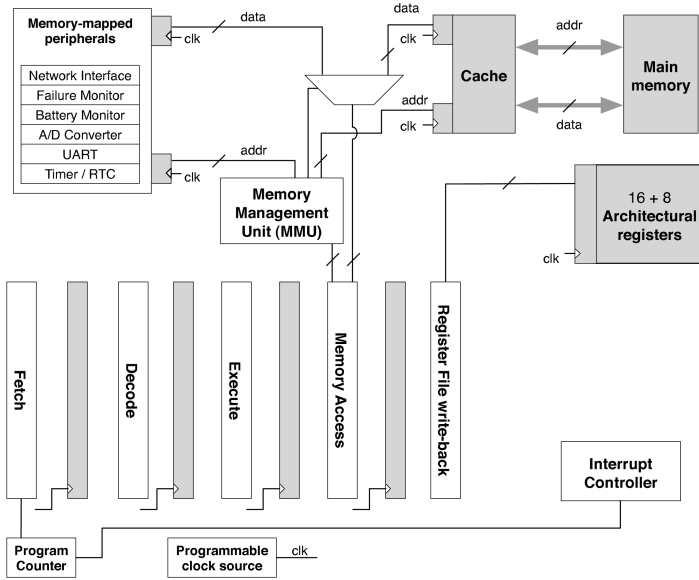 Memory-mapped
peripherals
Network Interface
Failure Monitor
Battery Monitor
A/D Converter
UART
Timer / RTC
data
clk
addr
clk
data
clk
addr
clk
Cache
addr
data
Main
memory
Memory
Management
Unit (MMU)
16 + 8
Architectural
registers
clk
Fetch
Decode
Execute
Memory Access
Register File write-back
Interrupt
Controller
Program
Counter
Programmable
clock source
clk